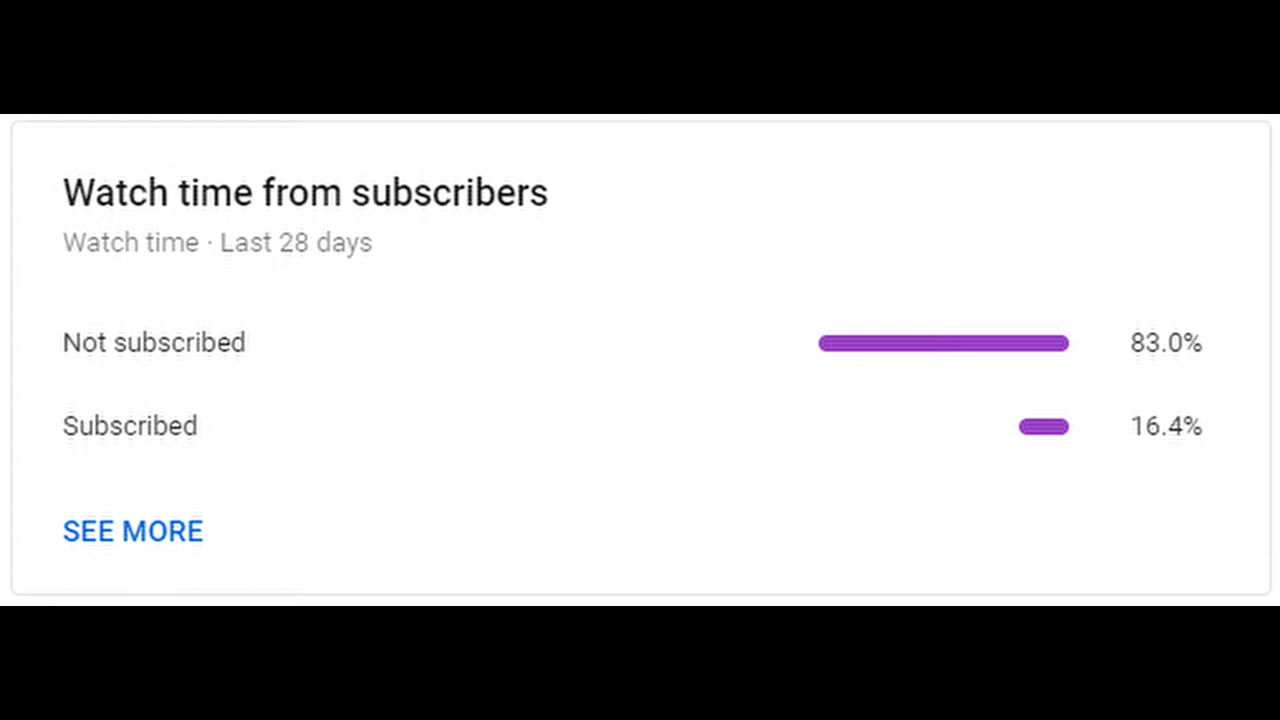 Watch time from subscribers
Watch time · Last 28 days
Not subscribed 83.0%
Subscribed 16.4%
SEE MORE